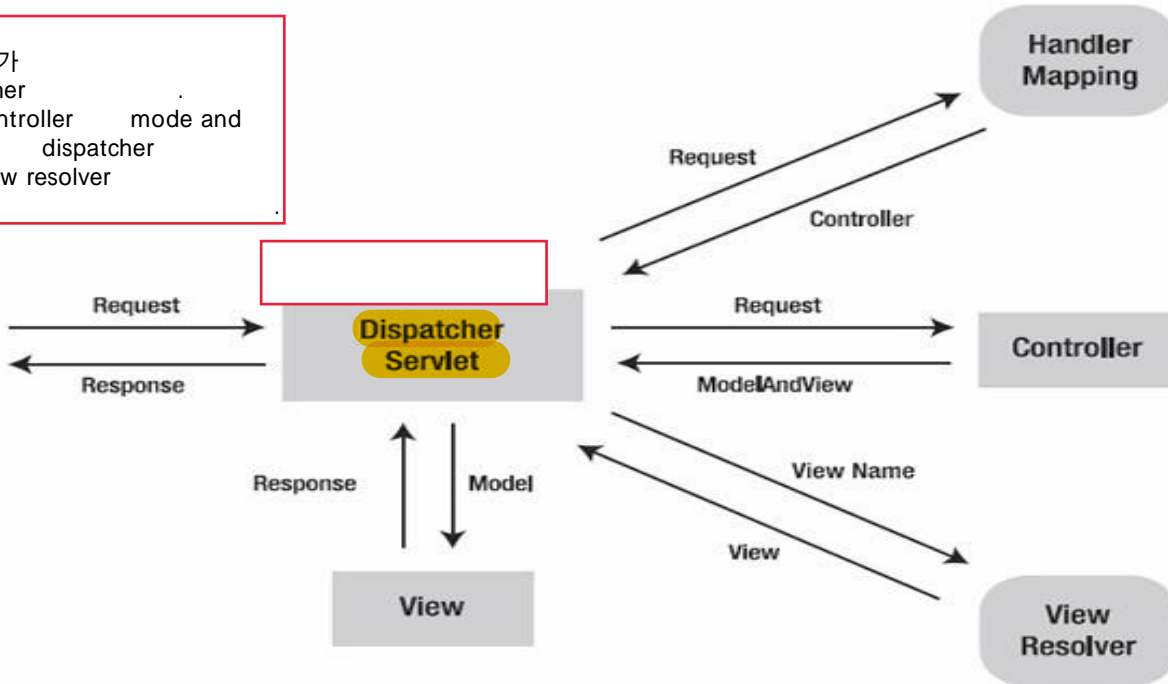 가
ner .
ntroller mode and
dispatcher
w resolver
.
Handler
Mapping
Request
Controller
Request
Response
Dispatcher
Servlet
Request
ModelAndView
Controller
Response
Model
View Name
View
View
View
Resolver